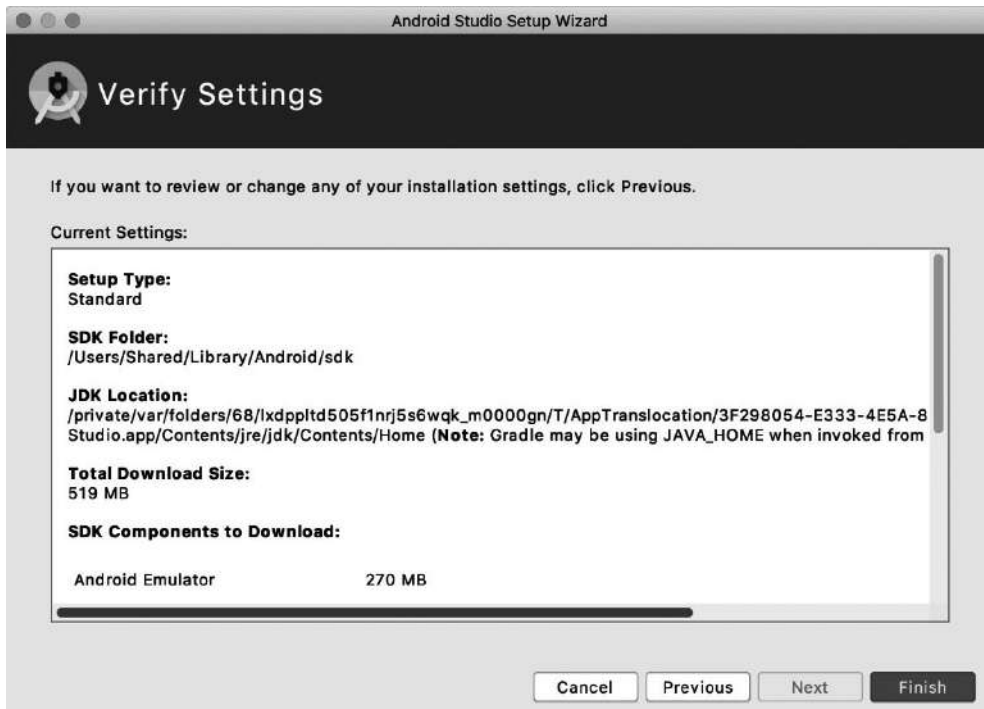 Android Studio Setup Wizard
Verify Settings
If you want to review or change any of your installation settings, click Previous.
Current Settings:
Setup Type:
Standard
SDK Folder:
/Users/Shared/Library/Android/sdk
JDK Location:
/private/var/folders/68/lxdppltd505f1nrj5s6wqk_m0000gn/T/AppTranslocation/3F298054-E333-4E5A-8
Studio.app/Contents/jre/jdk/Contents/Home (Note: Gradle may be using JAVA_HOME when invoked from
Total Download Size:
519 MB
SDK Components to Download:
Android Emulator 270 MB
Cancel Previous Next Finish